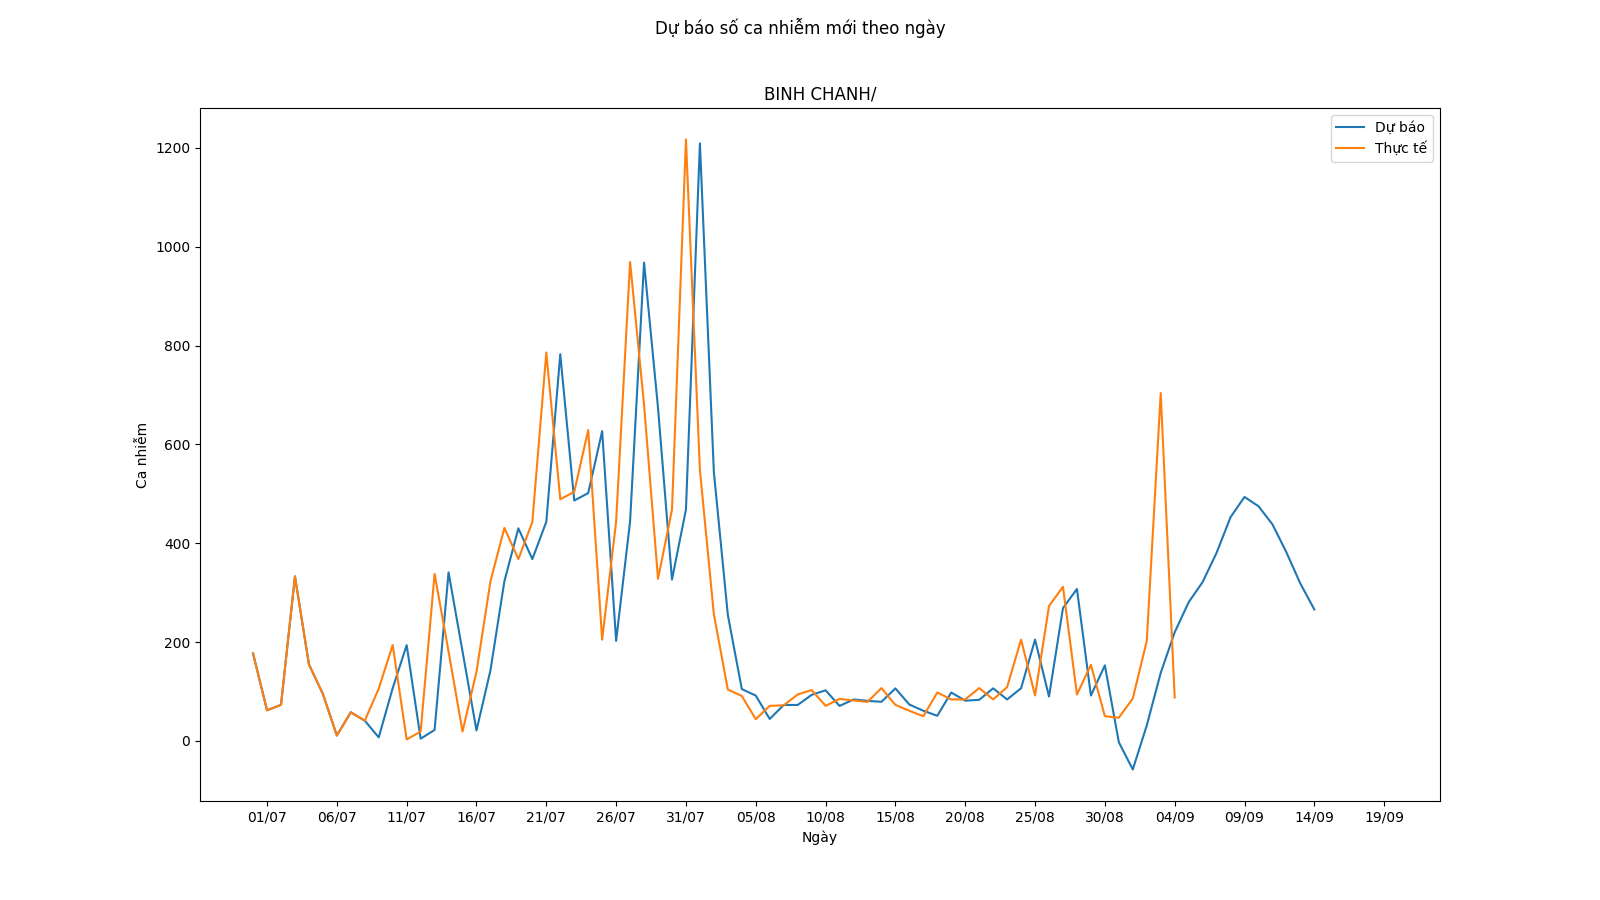 Dự báo số ca nhiễm mới theo ngày
BINH CHANH/
Dự báo
Thực tế
1200
1000
800
600
400
200
0
Ca nhiễm
01/07 06/07 11/07 16/07 21/07 26/07 31/07 05/08 10/08 15/08 20/08 25/08 30/08 04/09 09/09 14/09 19/09
Ngày